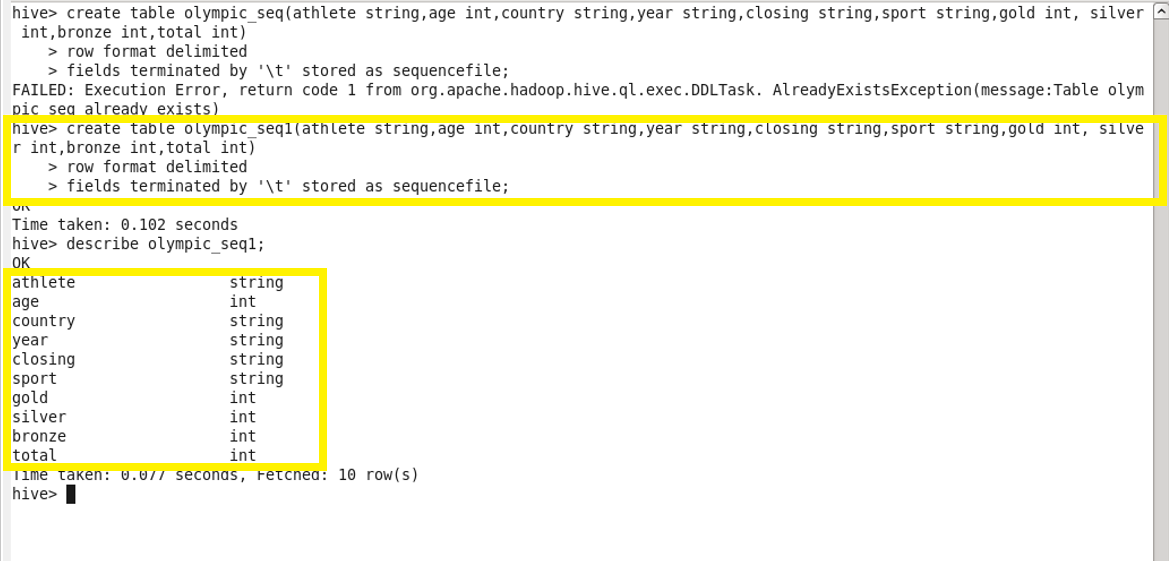 hive> create table olympic_seq(athlete string,age int,country string,year string,closing string,sport string,gold int, silver
 int,bronze int,total int)
    > row format delimited
    > fields terminated by '\t' stored as sequencefile;
FAILED: Execution Error, return code 1 from org.apache.hadoop.hive.ql.exec.DDLTask. AlreadyExistsException(message:Table olym
pic_seq already exists)
hive> create table olympic_seq1(athlete string,age int,country string,year string,closing string,sport string,gold int, silve
r int,bronze int,total int)
    > row format delimited
    > fields terminated by '\t' stored as sequencefile;
OK
Time taken: 0.102 seconds
hive> describe olympic_seq1;
OK
athlete                 string
age                     int
country                 string
year                    string
closing                 string
sport                   string
gold                    int
silver                  int
bronze                  int
total                   int
Time taken: 0.077 seconds, Fetched: 10 row(s)
hive>